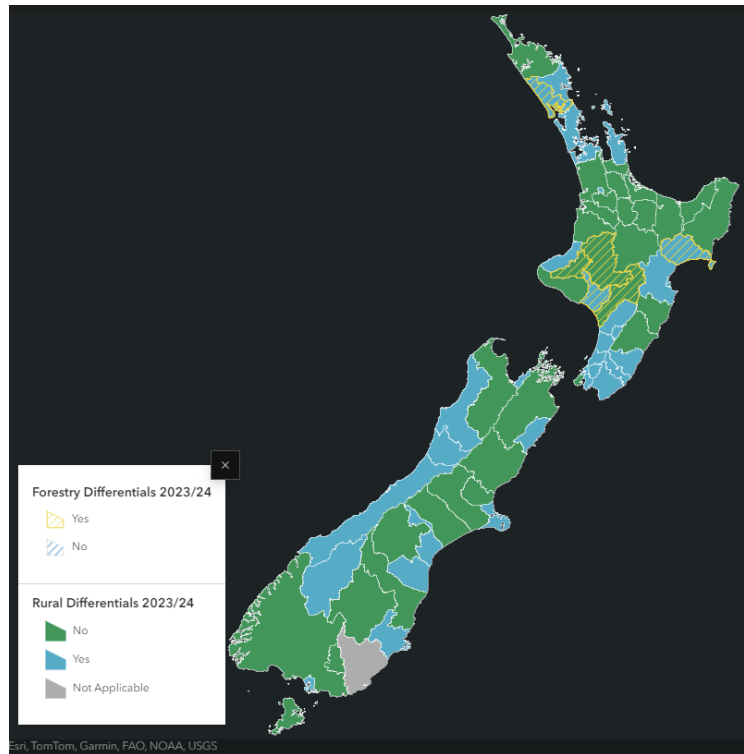 ×
Forestry Differentials 2023/24
Yes
No
Rural Differentials 2023/24
No
Yes
Not Applicable
Esri, TomTom, Garmin, FAO, NOAA, USGS